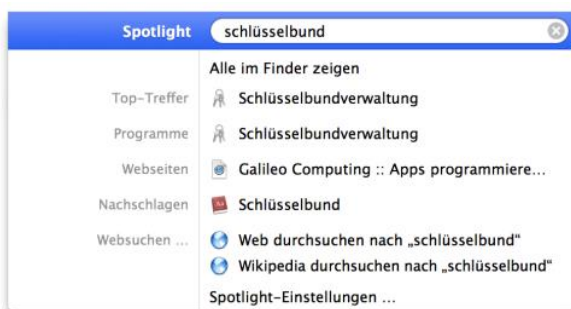 Spotlight schlüsselbund
Alle im Finder zeigen
Top-Treffer Schlüsselbundverwaltung
Programme Schlüsselbundverwaltung
Webseiten Galileo Computing :: Apps programmiere...
Nachschlagen Schlüsselbund
Websuchen ... Web durchsuchen nach „schlüsselbund“
Wikipedia durchsuchen nach „schlüsselbund“
Spotlight-Einstellungen ...